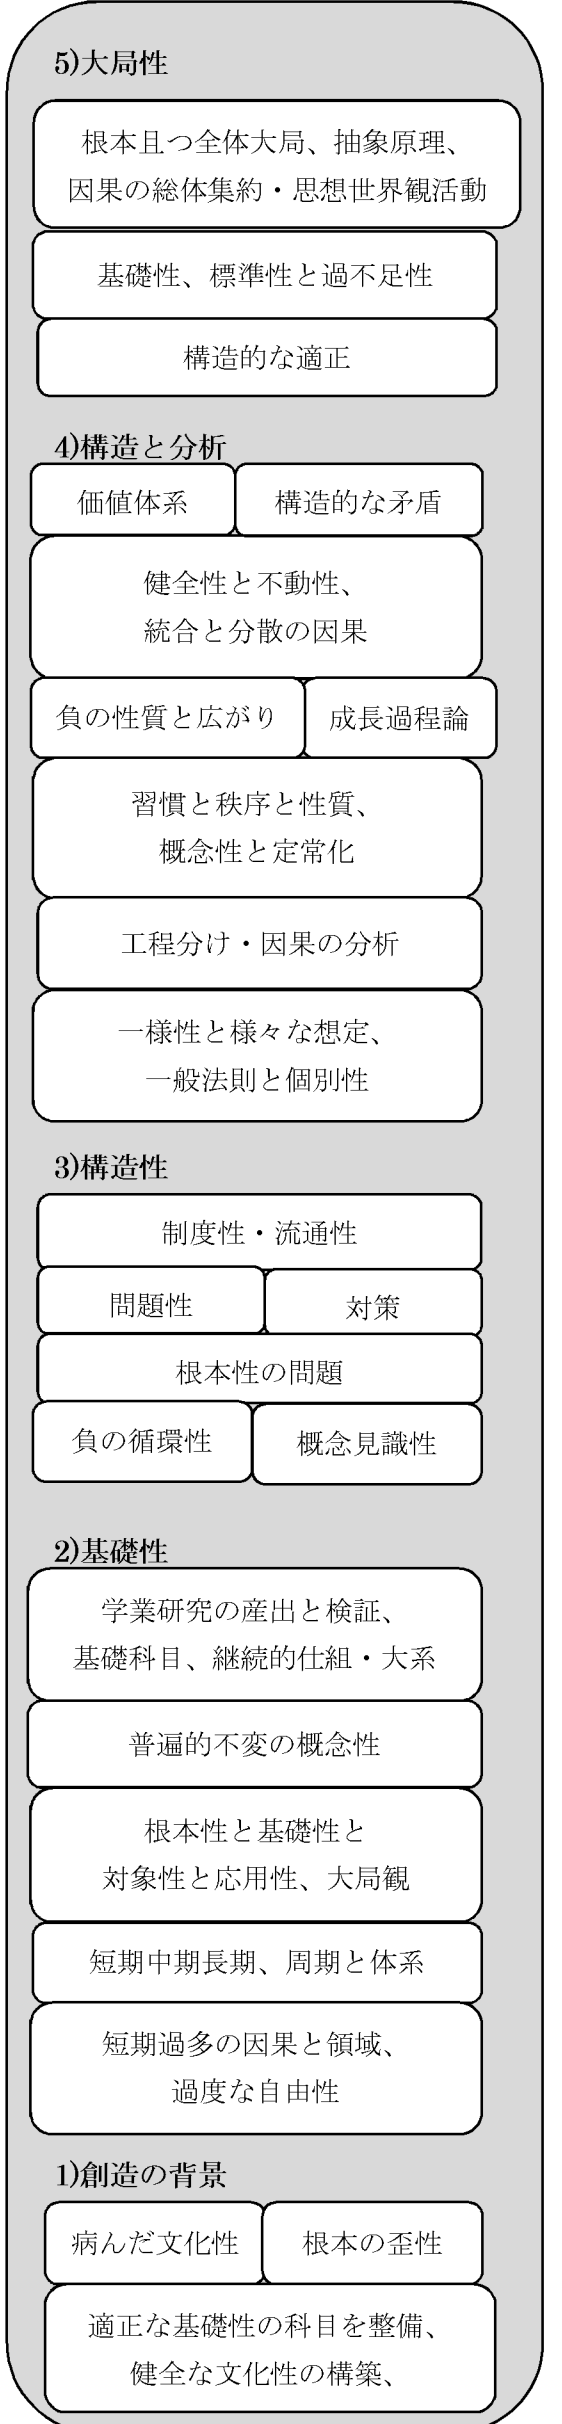 5)大局性
根本且つ全体大局、抽象原理、
因果の総体集約・思想世界観活動
基礎性、標準性と過不足性
構造的な適正
4)構造と分析
価値体系
構造的な矛盾
健全性と不動性、
統合と分散の因果
負の性質と広がり
成長過程論
習慣と秩序と性質、
概念性と定常化
工程分け・因果の分析
一様性と様々な想定、
一般法則と個別性
3)構造性
制度性・流通性
問題性
対策
根本性の問題
負の循環性
概念見識性
2)基礎性
学業研究の産出と検証、
基礎科目、継続的仕組・大系
普遍的不変の概念性
根本性と基礎性と
対象性と応用性、大局観
短期中期長期、周期と体系
短期過多の因果と領域、
過度な自由性
1)創造の背景
病んだ文化性
根本の歪性
適正な基礎性の科目を整備、
健全な文化性の構築、